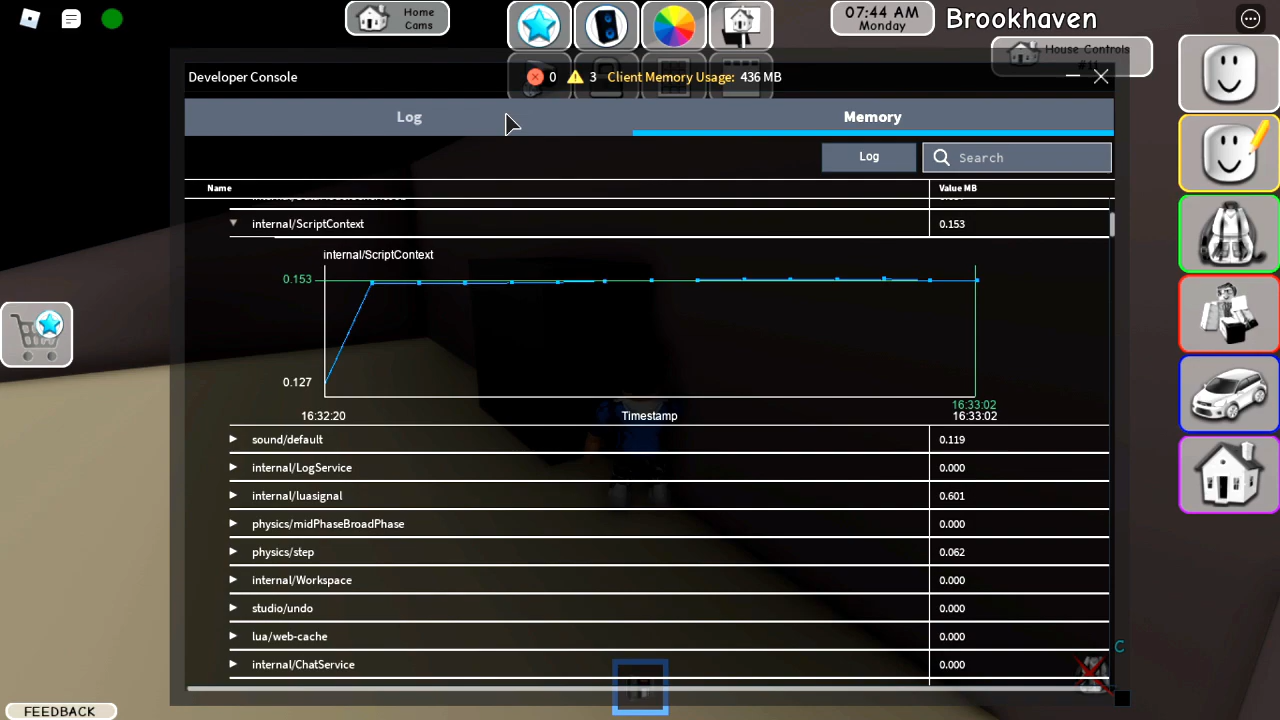 Home
Cams
07:44 AM
Monday
Brookhaven
House Controls
Developer Console
0
3
Client Memory Usage: 436 MB
Log
Memory
Log
Search
Name
Value MB
internal/ScriptContext
0.153
internal/ScriptContext
0.153
0.127
16:33:02
16:32:20
Timestamp
16:33:02
sound/default
0.119
internal/LogService
0.000
internal/luasignal
0.601
physics/midPhaseBroadPhase
0.000
physics/step
0.062
internal/Workspace
0.000
studio/undo
0.000
lua/web-cache
0.000
internal/ChatService
0.000
C
FEEDBACK